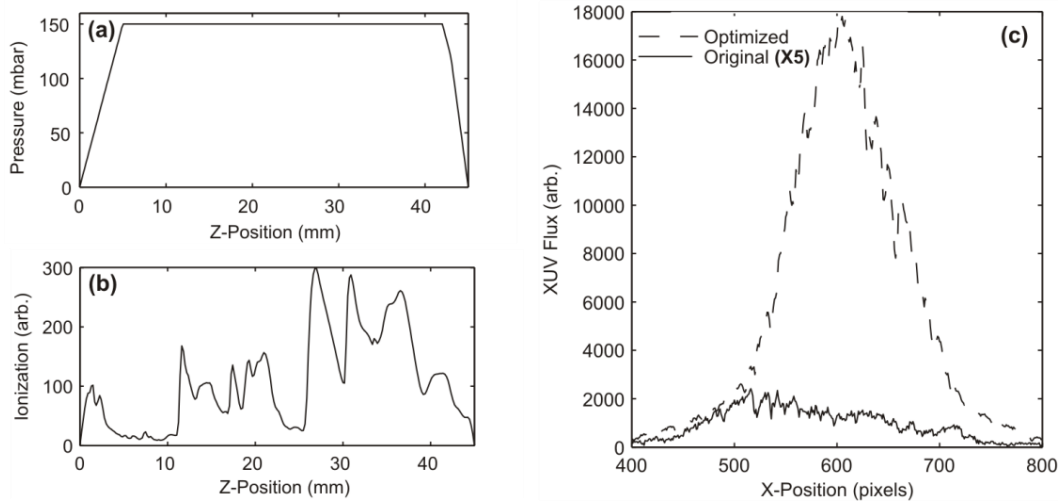 (a)
Pressure (mbar)
150
100
50
0
0 10 20 30 40
Z-Position (mm)
(b)
Ionization (arb.)
300
200
100
0
0 10 20 30 40
Z-Position (mm)
(c)
Optimized
Original (X5)
XUV Flux (arb.)
18000
16000
14000
12000
10000
8000
6000
4000
2000
0
400 500 600 700 800
X-Position (pixels)